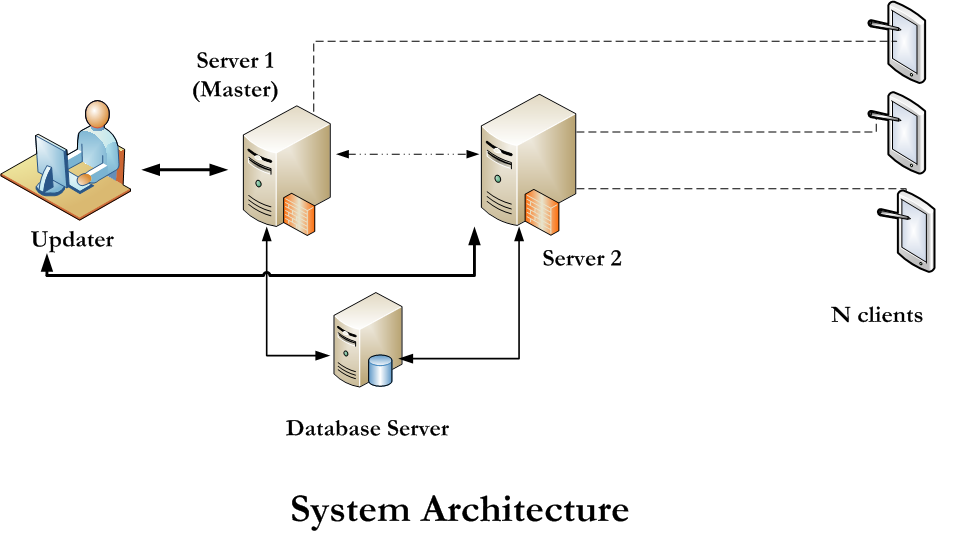 Server 1
(Master)
Updater
Server 2
N clients
Database Server
System Architecture